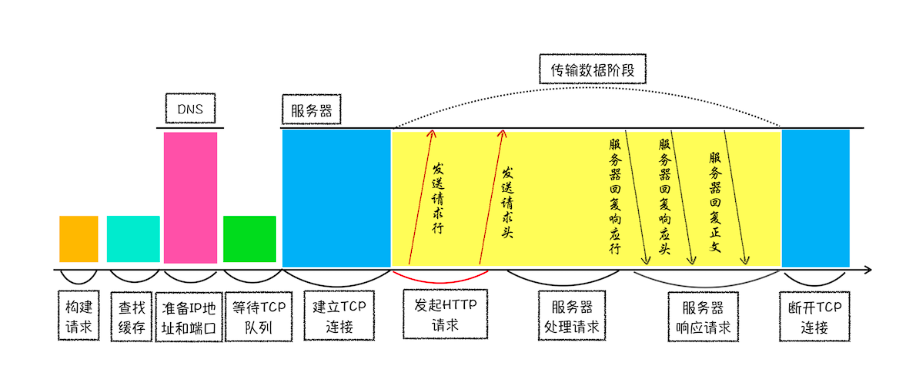 传输数据阶段
DNS
服务器
发送请求行
发送请求头
服务器回复响应行
服务器回复响应头
服务器回复正文
构建
请求
查找
缓存
准备IP地
址和端口
等待TCP
队列
建立TCP
连接
发起HTTP
请求
服务器
处理请求
服务器
响应请求
断开TCP
连接